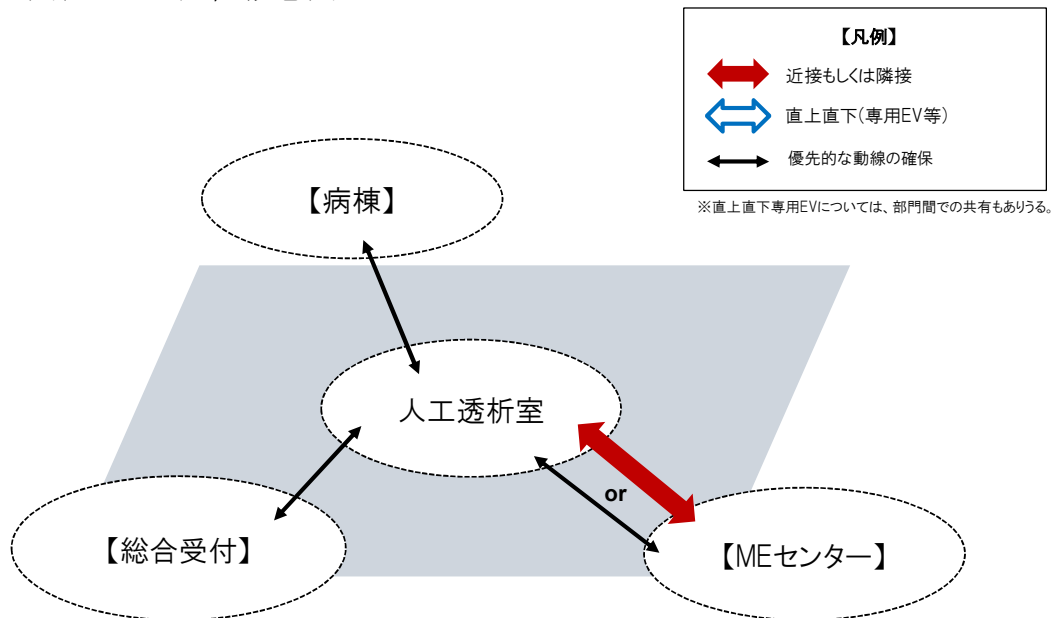 【凡例】
近接もしくは隣接
直上直下(専用EV等)
優先的な動線の確保
※直上直下専用EVについては、部門間での共有もありうる。
【病棟】
人工透析室
or
【総合受付】
【MEセンター】